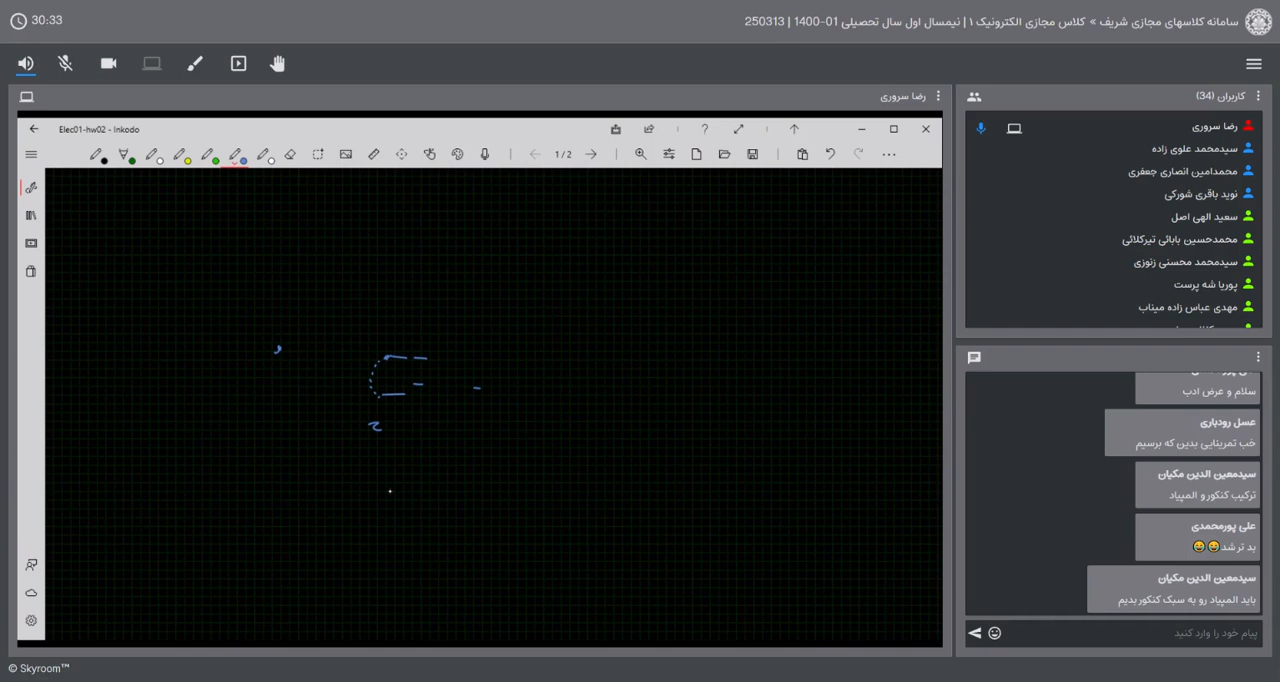 30:33
سامانه کلاسهای مجازی شریف » کلاس مجازی الکترونیک ۱ | نیمسال اول سال تحصیلی 01-1400 | 250313
رضا سروری
Elec01-hw02 - Inkodo
1/2
کاربران (34)
رضا سروری
سیدمحمد علوی زاده
محمدامین انصاری جعفری
نوید باقری شورکی
سعید الهی اصل
محمدحسین بابائی تیرکلائی
سیدمحمد محسنی زنوزی
پوریا شه پرست
مهدی عباس زاده میناب
سلام و عرض ادب
عسل رودباری
خب تمرینایی بدین که برسیم
سیدمعین الدین مکیان
ترکیب کنکور و المپیاد
علی پورمحمدی
بد تر شد😂😂
سیدمعین الدین مکیان
باید المپیاد رو به سبک کنکور بدیم
پیام خود را وارد کنید
© Skyroom™